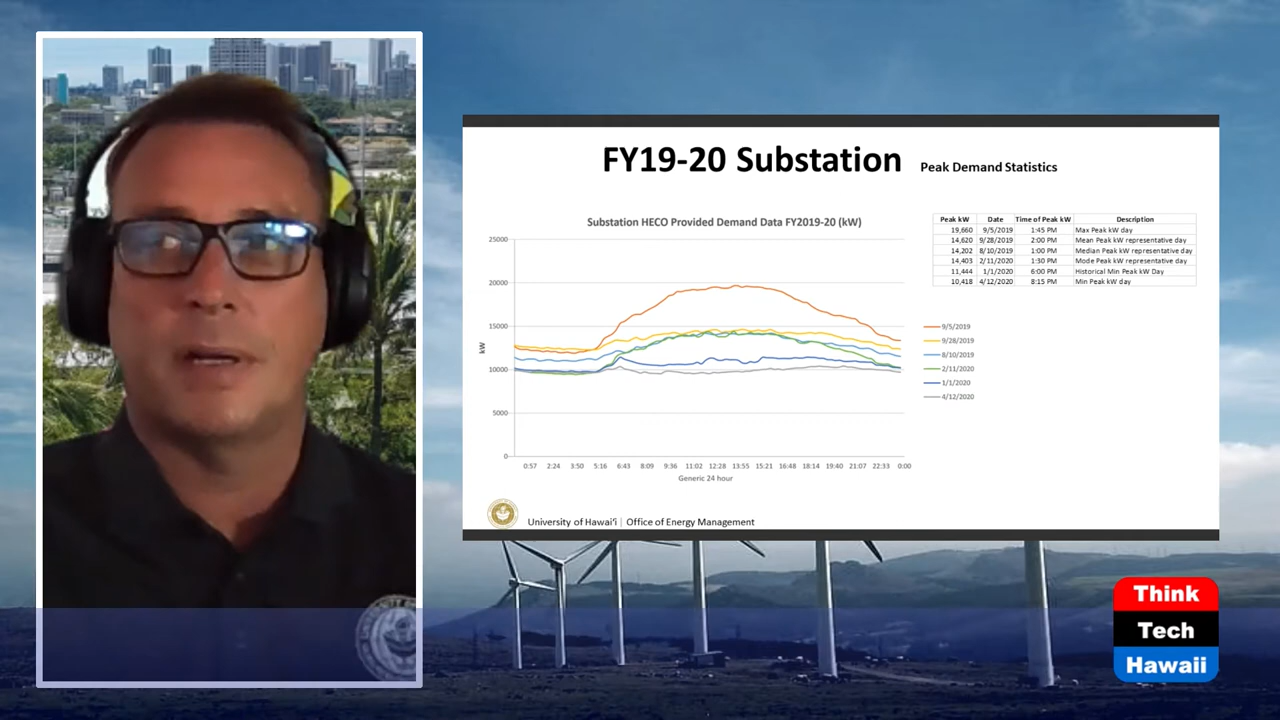 FY19-20 Substation Peak Demand Statistics
Substation HECO Provided Demand Data FY2019-20 (kW)
25000
20000
15000
10000
5000
0
kW
0:57 2:24 3:50 5:16 6:43 8:09 9:36 11:02 12:28 13:55 15:21 16:48 18:14 19:40 21:07 22:33 0:00
Generic 24 hour
Peak kW Date Time of Peak kW Description
19,660 9/5/2019 1:45 PM Max Peak kW day
14,620 9/28/2019 2:00 PM Mean Peak kW representative day
14,202 8/10/2019 1:00 PM Median Peak kW representative day
14,403 2/11/2020 1:30 PM Mode Peak kW representative day
11,444 1/1/2020 6:00 PM Historical Min Peak kW Day
10,418 4/12/2020 8:15 PM Min Peak kW day
9/5/2019
9/28/2019
8/10/2019
2/11/2020
1/1/2020
4/12/2020
University of Hawai'i | Office of Energy Management
Think
Tech
Hawaii